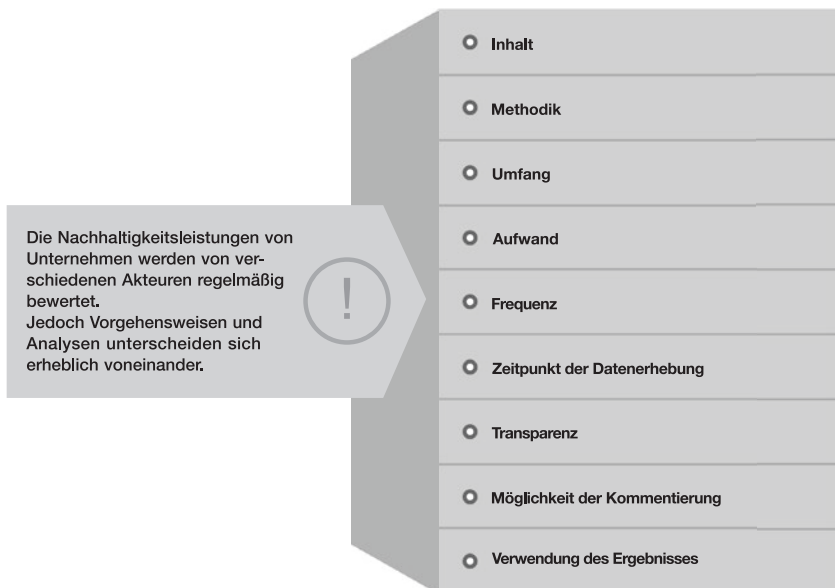 Die Nachhaltigkeitsleistungen von
Unternehmen werden von ver-
schiedenen Akteuren regelmäßig
bewertet.
Jedoch Vorgehensweisen und
Analysen unterscheiden sich
erheblich voneinander.
!
Inhalt
Methodik
Umfang
Aufwand
Frequenz
Zeitpunkt der Datenerhebung
Transparenz
Möglichkeit der Kommentierung
Verwendung des Ergebnisses